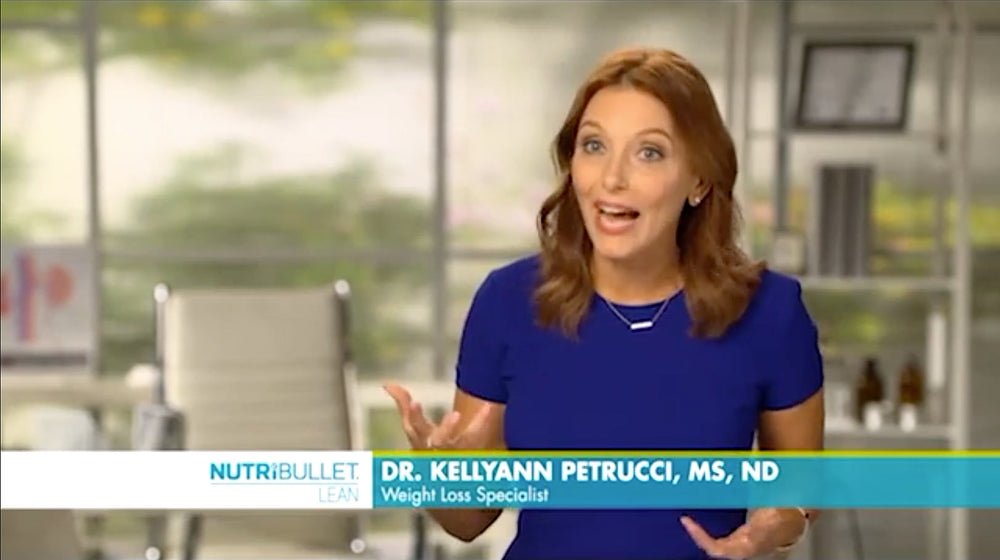 NUTRiBULLET.
LEAN
DR. KELLYANN PETRUCCI, MS, ND
Weight Loss Specialist